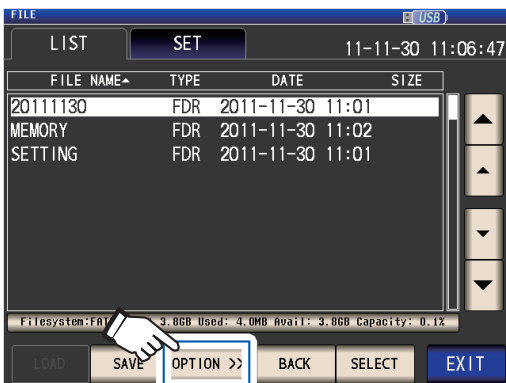 FILE USB
LIST SET 11-11-30 11:06:47
FILE NAME▲ TYPE DATE SIZE
20111130 FDR 2011-11-30 11:01
MEMORY FDR 2011-11-30 11:02
SETTING FDR 2011-11-30 11:01
Filesystem: 3.8GB Used: 4.0MB Avail: 3.8GB Capacity: 0.1%
LOAD SAVE OPTION >> BACK SELECT EXIT